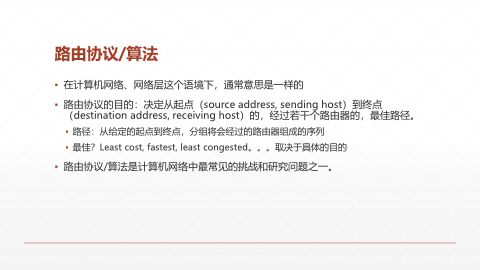 路由协议/算法
在计算机网络、网络层这个语境下，通常意思是一样的
路由协议的目的：决定从起点（source address, sending host）到终点
（destination address, receiving host）的，经过若干个路由器的，最佳路径。
路径：从给定的起点到终点，分组将会经过的路由器组成的序列
最佳？Least cost, fastest, least congested。。。取决于具体的目的
路由协议/算法是计算机网络中最常见的挑战和研究问题之一。